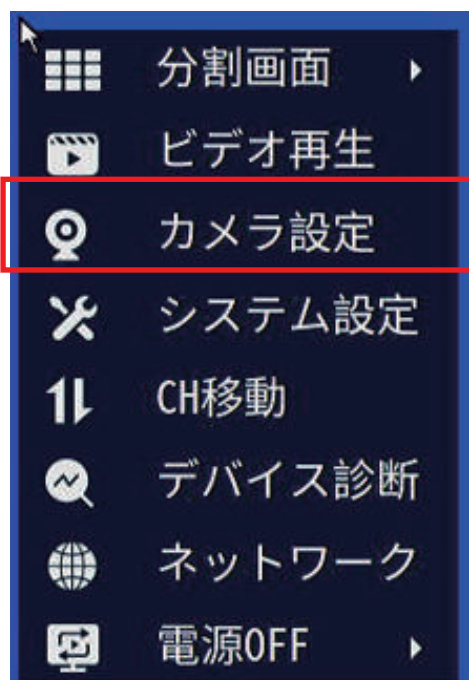 分割画面
ビデオ再生
カメラ設定
システム設定
CH移動
デバイス診断
ネットワーク
電源OFF